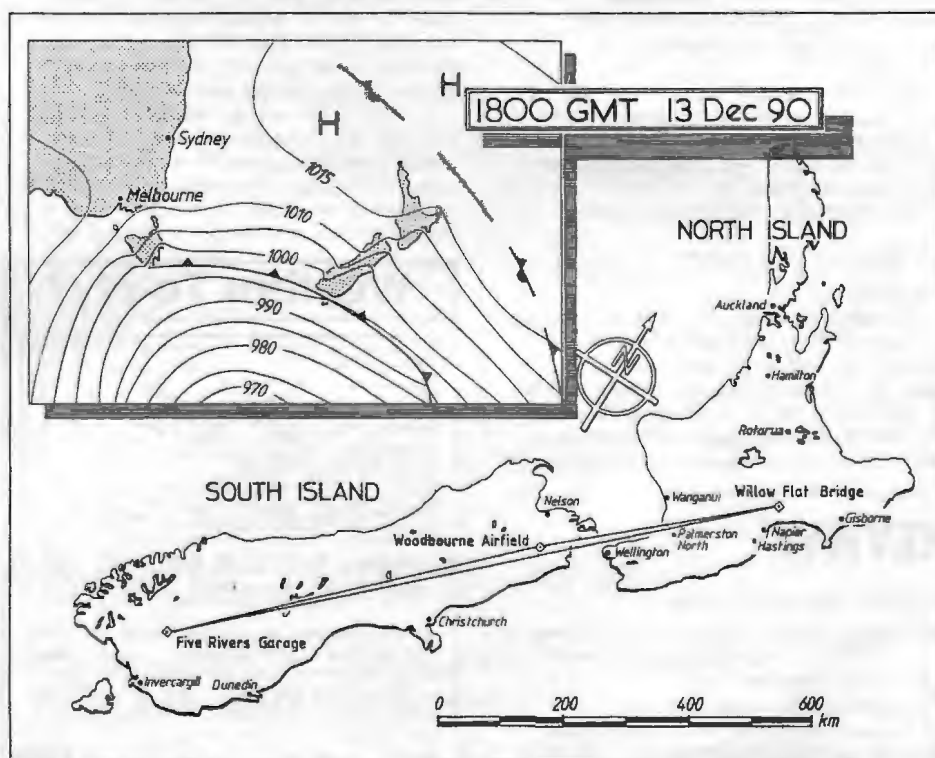 1800 GMT 13 Dec 90
H
H
Sydney
1015
Melbourne
1010
1000
990
980
970
N
NORTH ISLAND
Auckland
Hamilton
Rotorua
SOUTH ISLAND
Nelson
Wanganui
Willow Flat Bridge
Gisborne
Woodbourne Airfield
Wellington
Palmerston
North
Napier
Hastings
Christchurch
Five Rivers Garage
Invercargill
Dunedin
0 200 400 600
km